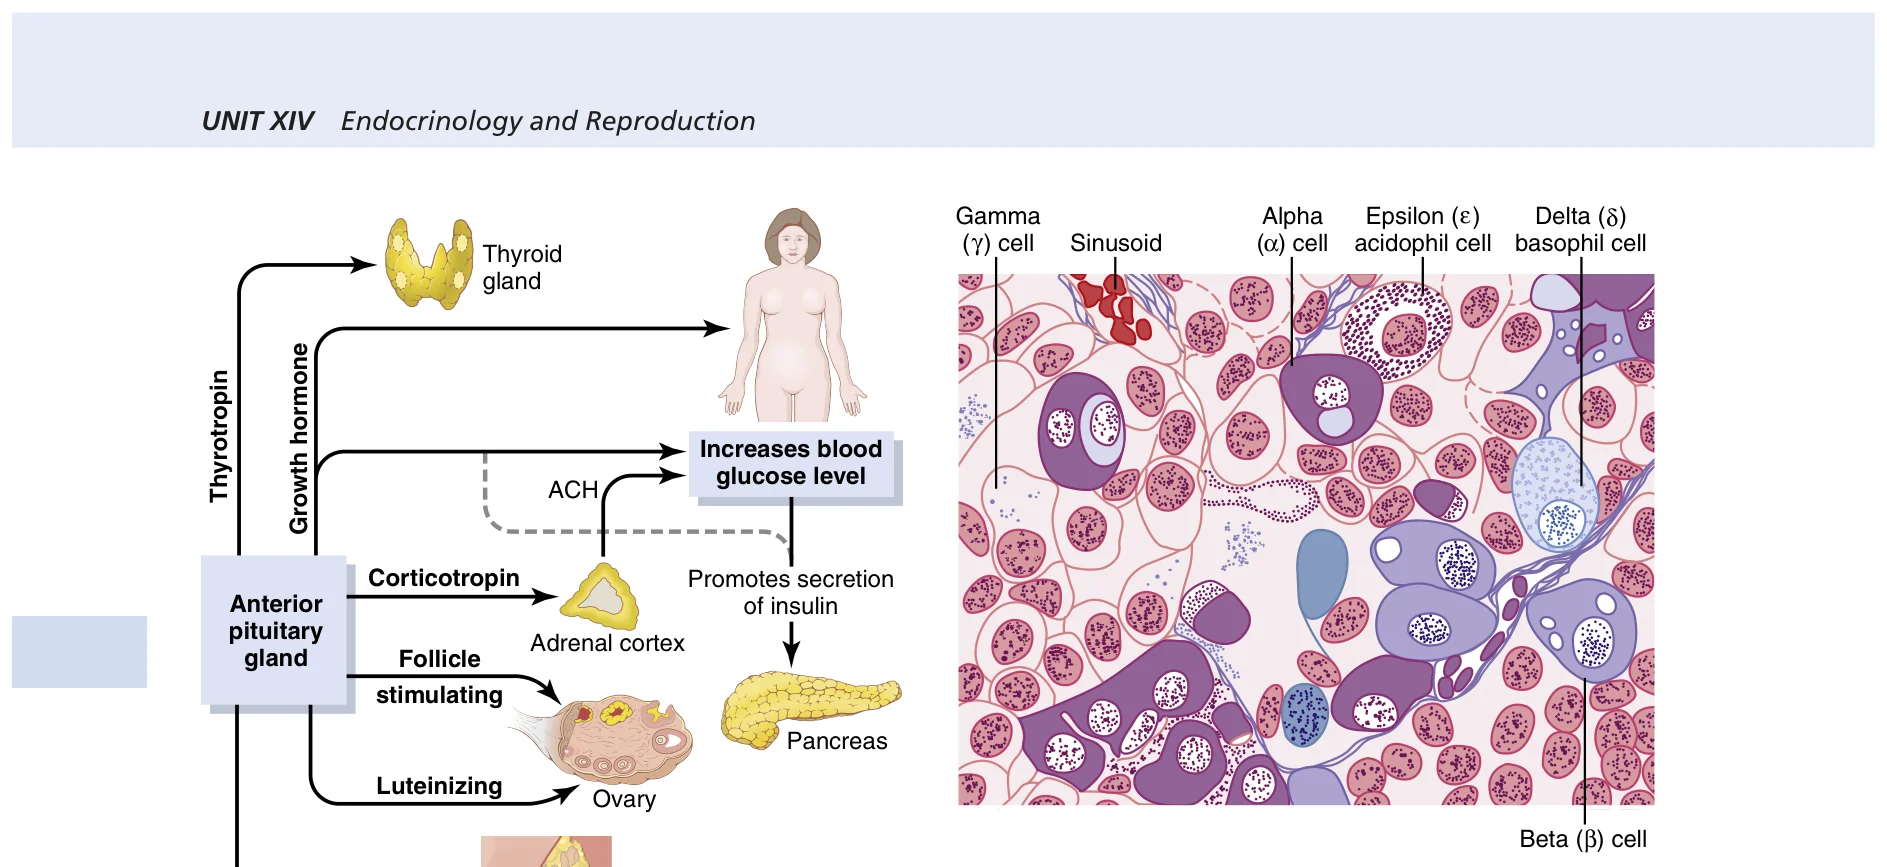 UNIT XIV Endocrinology and Reproduction
Thyroid
gland
Thyrotropin
Growth hormone
Increases blood
glucose level
ACH
Corticotropin
Promotes secretion
of insulin
Anterior
pituitary
gland
Adrenal cortex
Follicle
stimulating
Pancreas
Luteinizing
Ovary
Gamma
(γ) cell
Sinusoid
Alpha
(α) cell
Epsilon (ε)
acidophil cell
Delta (δ)
basophil cell
Beta (β) cell